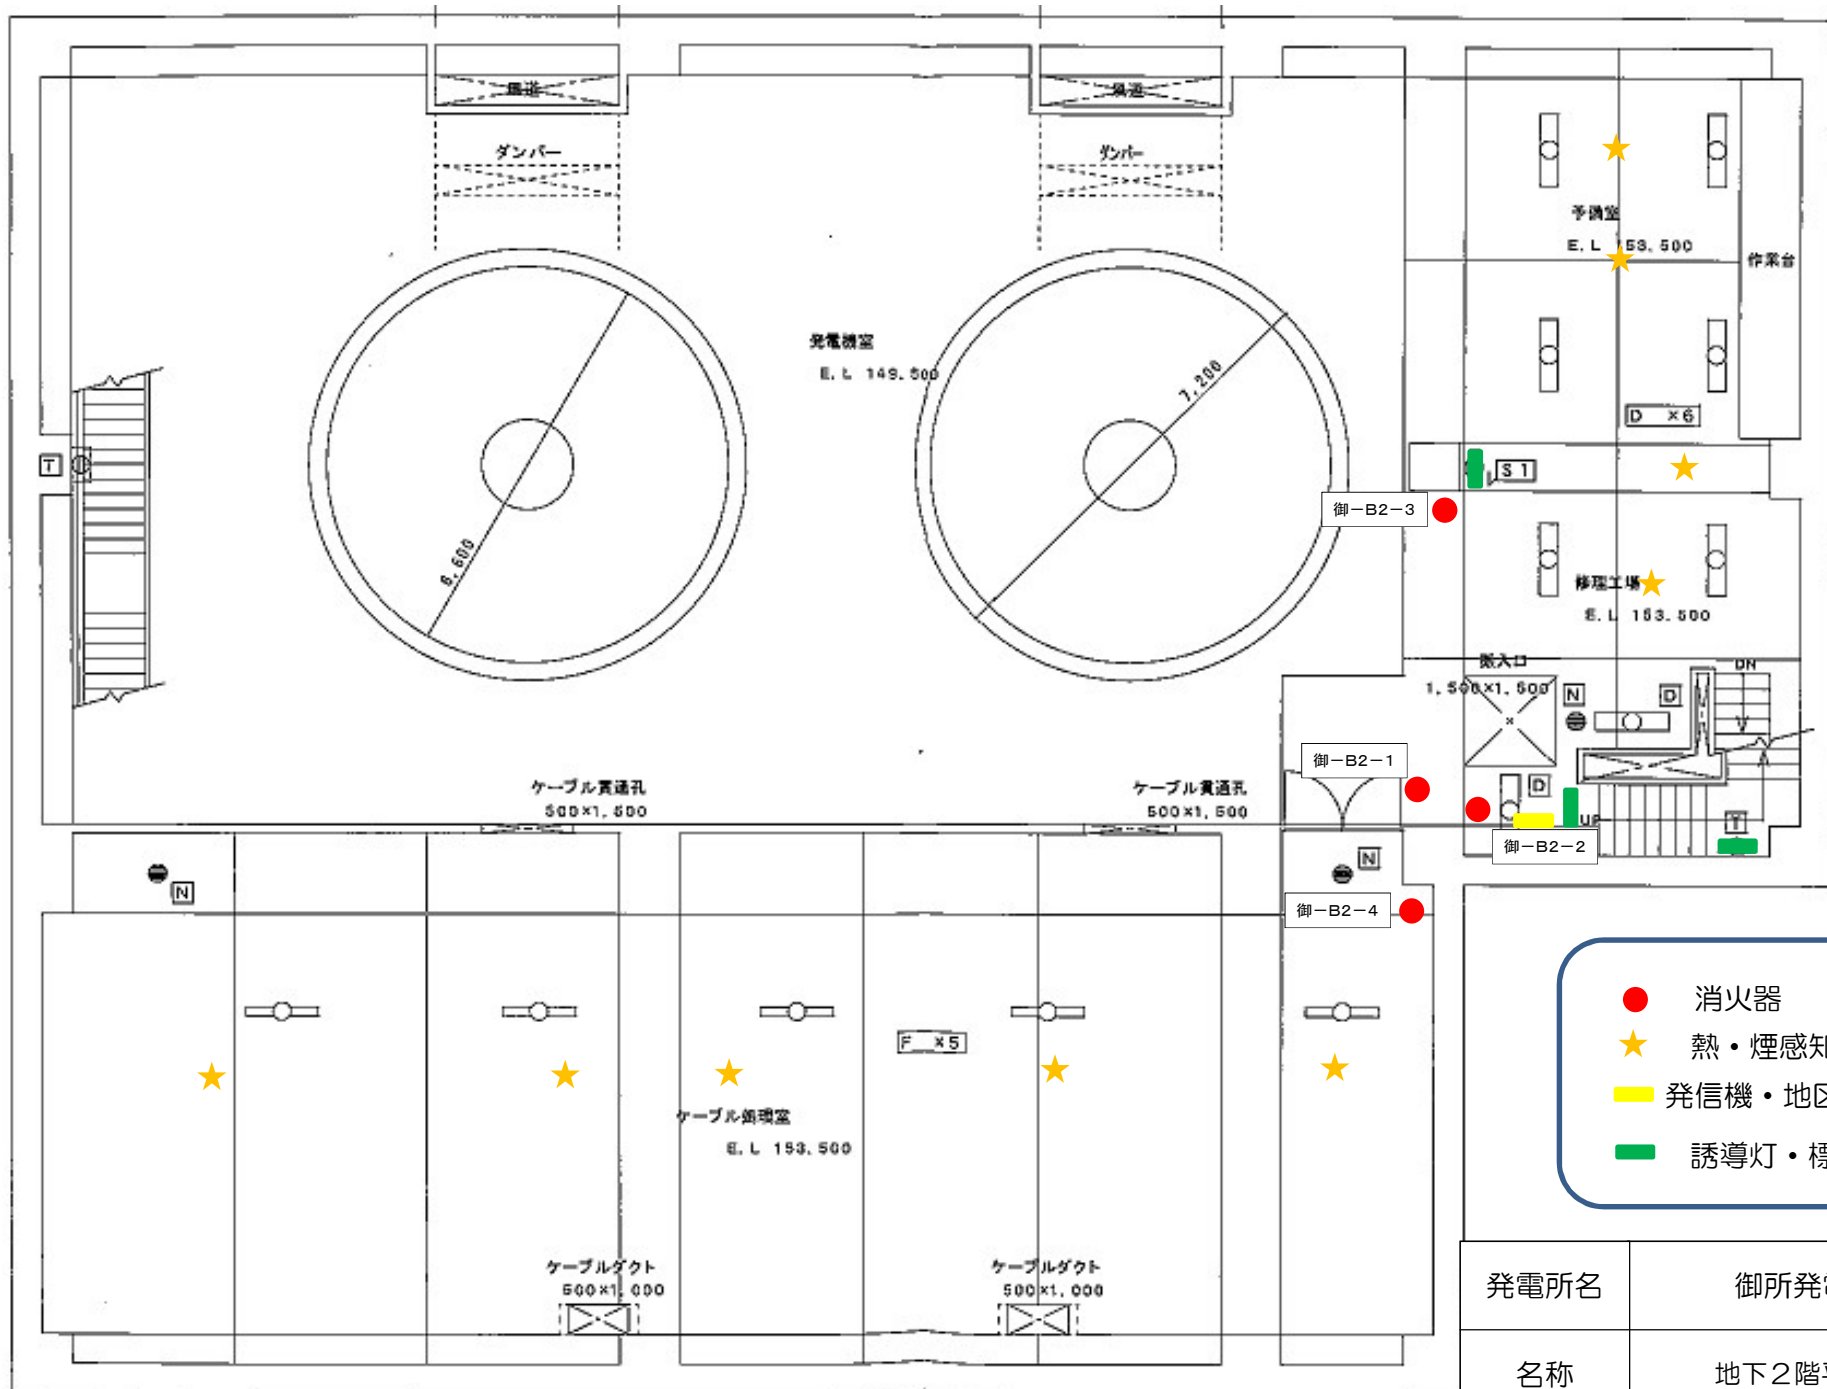 風道
風道
ダンパー
ダンパー
予備室
E.L 153.500
作業台
発電機室
E.L 149.500
7,200
D ×6
T
S1
御－B2－3
6,600
修理工場
E.L 153.500
搬入口
1,500×1,500
N
D
DN
御－B2－1
ケーブル貫通孔
500×1,500
ケーブル貫通孔
500×1,500
D
UP
T
御－B2－2
N
N
御－B2－4
消火器
F ×5
熱・煙感知
発信機・地区
ケーブル処理室
E.L 153.500
誘導灯・標
ケーブルダクト
500×1,000
ケーブルダクト
500×1,000
発電所名 御所発電
名称 地下２階平